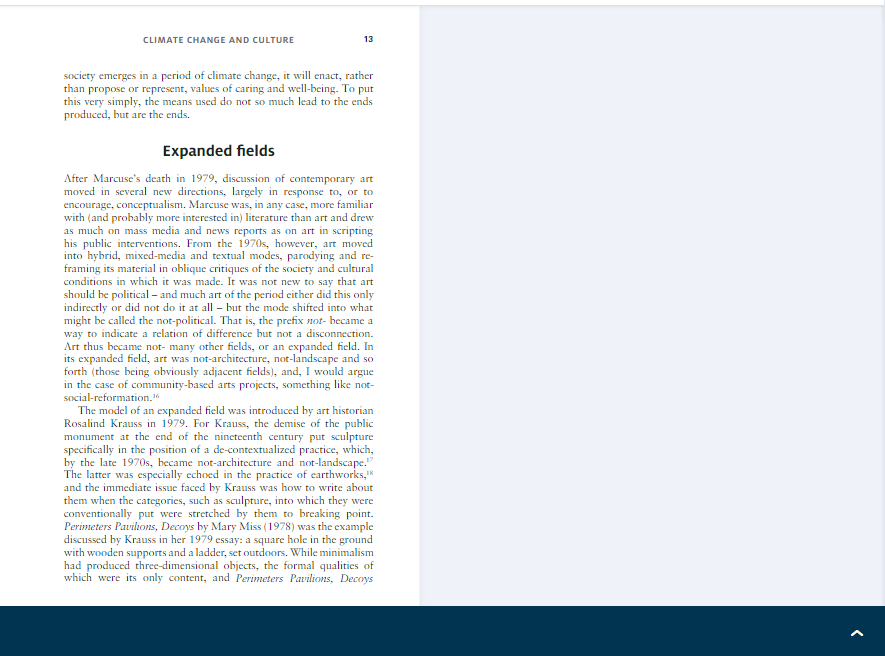 CLIMATE CHANGE AND CULTURE 13
society emerges in a period of climate change, it will enact, rather
than propose or represent, values of caring and well-being. To put
this very simply, the means used do not so much lead to the ends
produced, but are the ends.
Expanded fields
After Marcuse's death in 1979, discussion of contemporary art
moved in several new directions, largely in response to, or to
encourage, conceptualism. Marcuse was, in any case, more familiar
with (and probably more interested in) literature than art and drew
as much on mass media and news reports as on art in scripting
his public interventions. From the 1970s, however, art moved
into hybrid, mixed-media and textual modes, parodying and re-
framing its material in oblique critiques of the society and cultural
conditions in which it was made. It was not new to say that art
should be political – and much art of the period either did this only
indirectly or did not do it at all – but the mode shifted into what
might be called the not-political. That is, the prefix not- became a
way to indicate a relation of difference but not a disconnection.
Art thus became not- many other fields, or an expanded field. In
its expanded field, art was not-architecture, not-landscape and so
forth (those being obviously adjacent fields), and, I would argue
in the case of community-based arts projects, something like not-
social-reformation.¹⁶
The model of an expanded field was introduced by art historian
Rosalind Krauss in 1979. For Krauss, the demise of the public
monument at the end of the nineteenth century put sculpture
specifically in the position of a de-contextualized practice, which,
by the late 1970s, became not-architecture and not-landscape.¹⁷
The latter was especially echoed in the practice of earthworks,¹⁸
and the immediate issue faced by Krauss was how to write about
them when the categories, such as sculpture, into which they were
conventionally put were stretched by them to breaking point.
Perimeters Pavilions, Decoys by Mary Miss (1978) was the example
discussed by Krauss in her 1979 essay: a square hole in the ground
with wooden supports and a ladder, set outdoors. While minimalism
had produced three-dimensional objects, the formal qualities of
which were its only content, and Perimeters Pavilions, Decoys